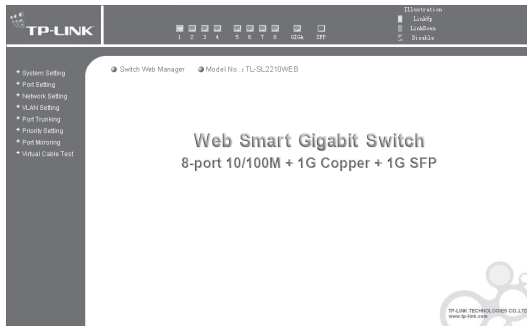 TP-LINK
1 2 3 4 5 6 7 8 GIGA SFP
Illustration
LinkUp
LinkDown
Disable
System Setting
Port Setting
Network Setting
VLAN Setting
Port Trunking
Priority Setting
Port Mirroring
Virtual Cable Test
Switch Web Manager Model No. : TL-SL2210WEB
Web Smart Gigabit Switch
8-port 10/100M + 1G Copper + 1G SFP
TP-LINK TECHNOLOGIES CO.,LTD
www.tp-link.com